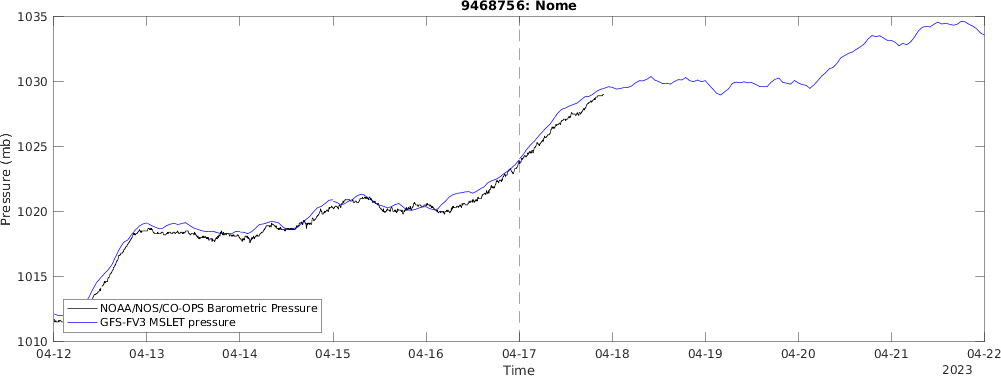 9468756: Nome
Pressure (mb)
1035
1030
1025
1020
1015
1010
NOAA/NOS/CO-OPS Barometric Pressure
GFS-FV3 MSLET pressure
04-12 04-13 04-14 04-15 04-16 04-17 04-18 04-19 04-20 04-21 04-22
Time
2023